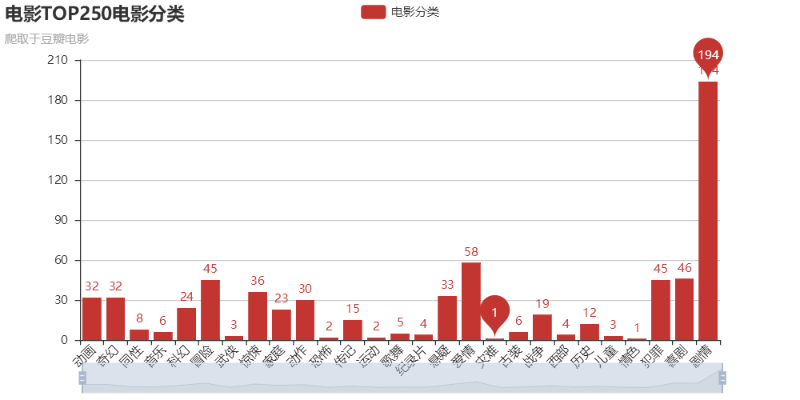 电影TOP250电影分类
爬取于豆瓣电影
电影分类
210
180
150
120
90
60
30
0
32
32
8
6
24
45
3
36
23
30
2
15
2
5
4
33
58
1
6
19
4
12
3
1
45
46
194
194
动画
奇幻
同性
音乐
科幻
冒险
武侠
惊悚
家庭
动作
恐怖
传记
运动
歌舞
纪录片
悬疑
爱情
灾难
古装
战争
西部
历史
儿童
情色
犯罪
喜剧
剧情